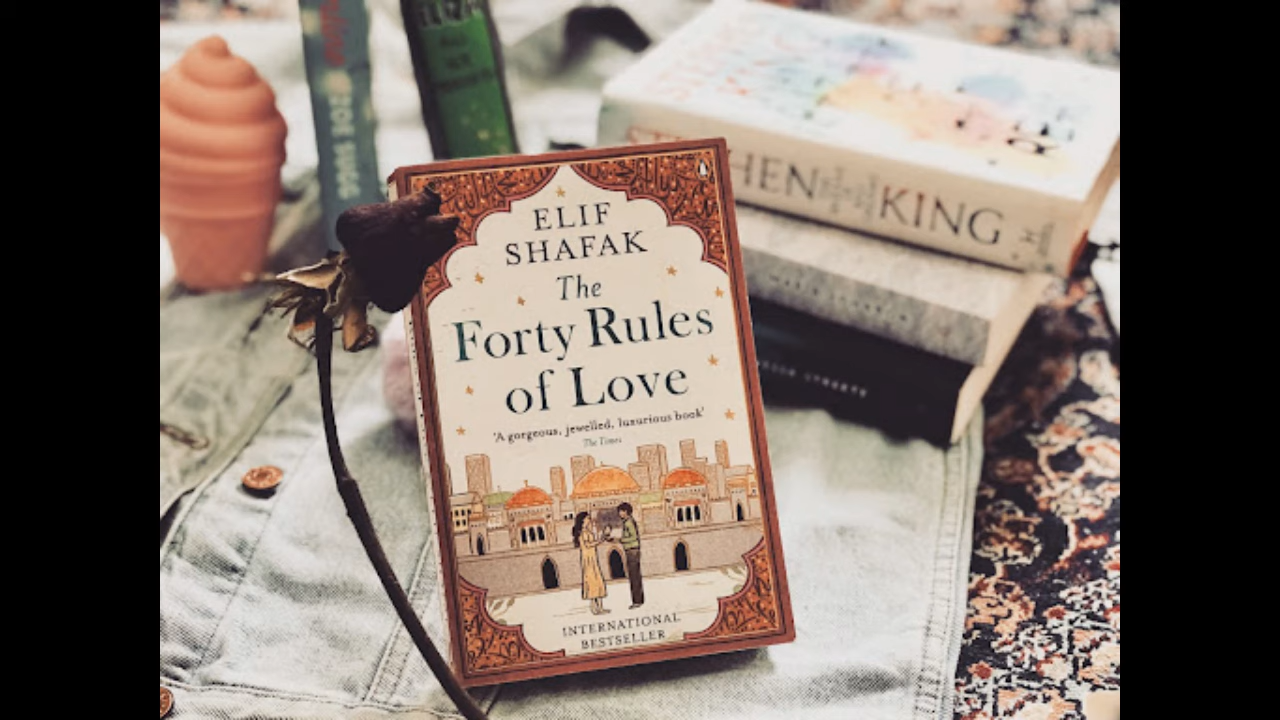 ELIF
SHAFAK
The
Forty Rules
of Love
'A gorgeous, jewelled, luxurious book'
The Times
INTERNATIONAL
BESTSELLER
KING